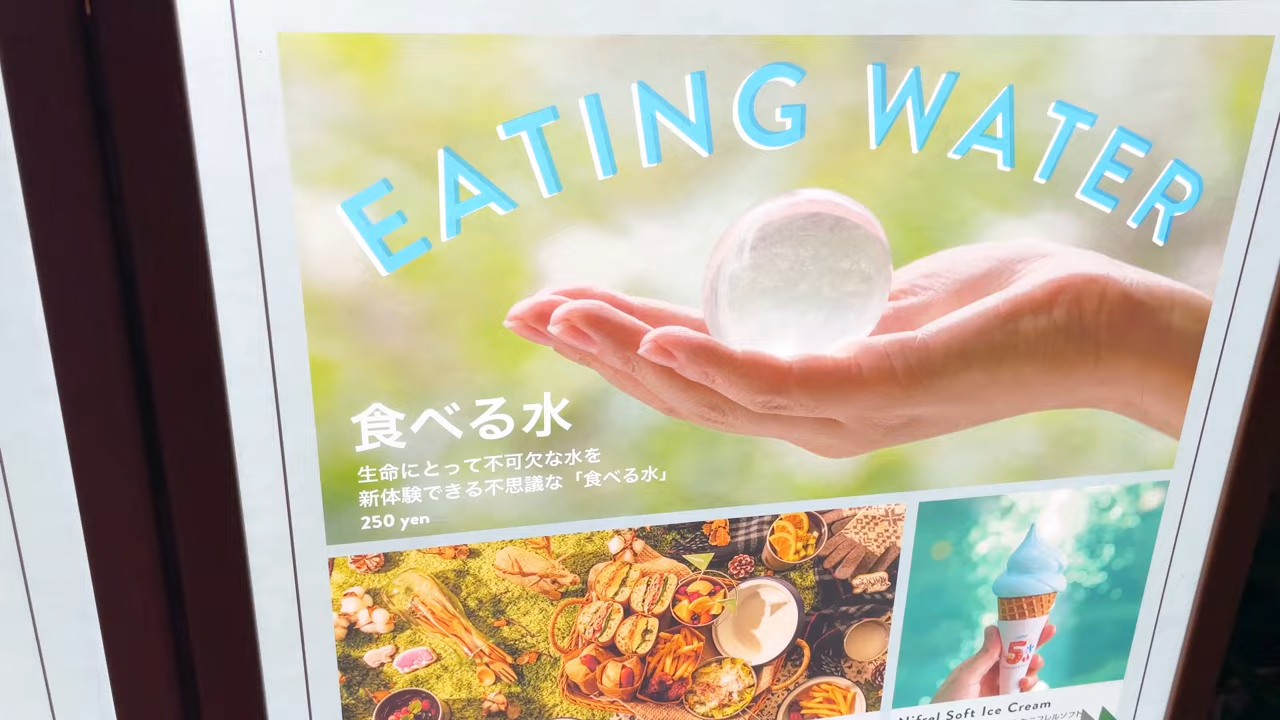 EATING WATER
食べる水
生命にとって不可欠な水を
新体験できる不思議な「食べる水」
250 yen
Nifrel Soft Ice Cream